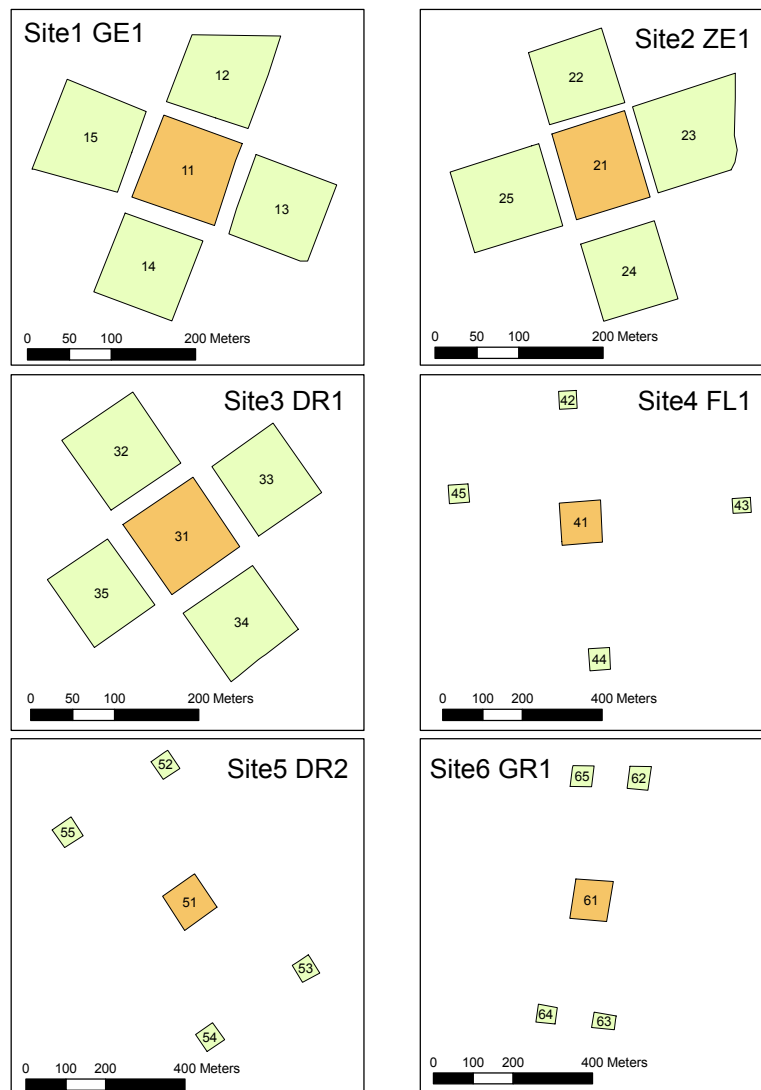 Site1 GE1
12
15
11
13
14
0 50 100 200 Meters
Site2 ZE1
22
23
21
25
24
0 50 100 200 Meters
Site3 DR1
32
33
31
35
34
0 50 100 200 Meters
Site4 FL1
42
45
43
41
44
0 100 200 400 Meters
Site5 DR2
52
55
51
53
54
0 100 200 400 Meters
Site6 GR1
65 62
61
64 63
0 100 200 400 Meters